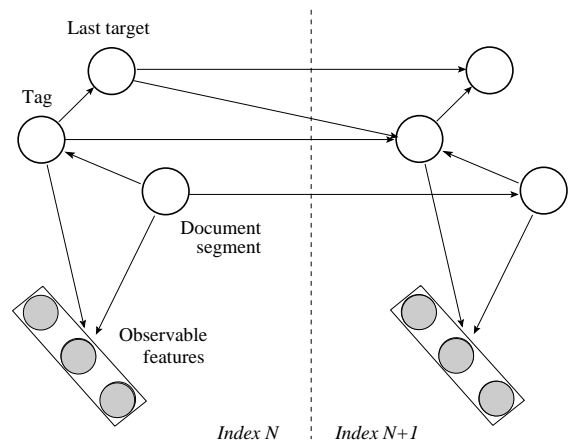 Last target
Tag
Document
segment
Observable
features
Index N
Index N+1